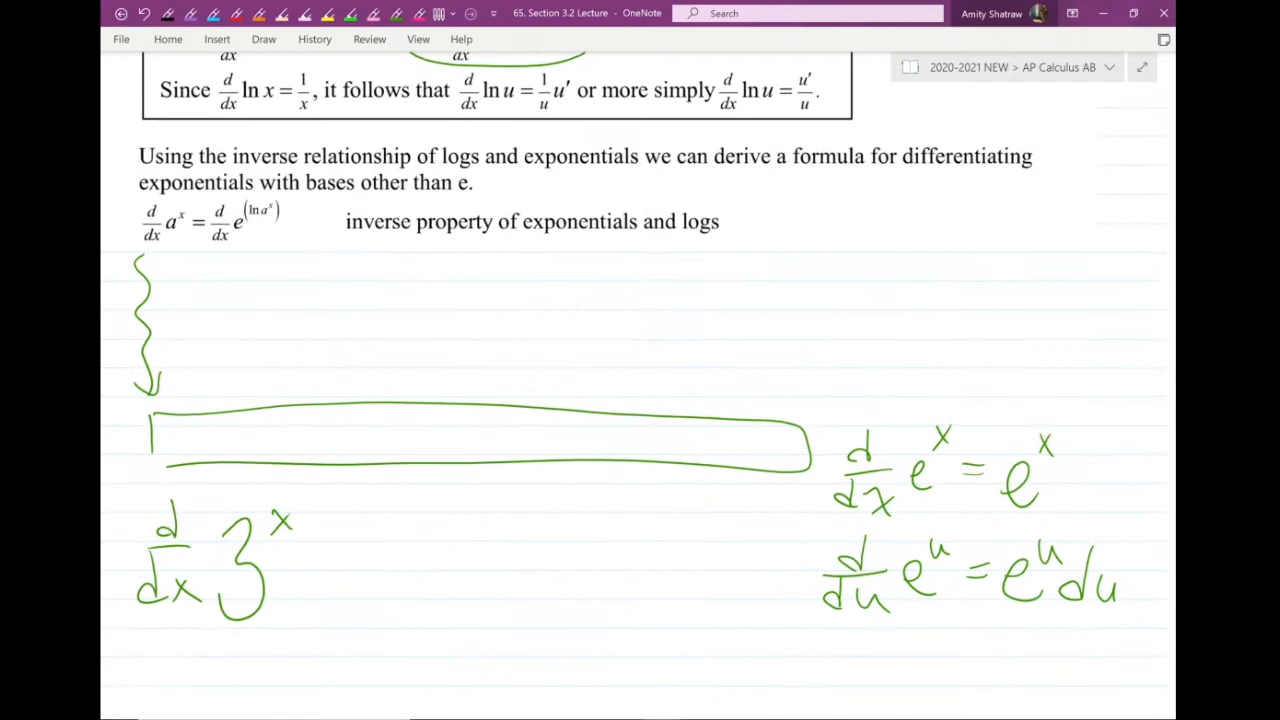 65. Section 3.2 Lecture - OneNote
Search
Amity Shatraw
File Home Insert Draw History Review View Help
2020-2021 NEW > AP Calculus AB
dx dx
Since d/dx ln x = 1/x, it follows that d/dx ln u = 1/u u′ or more simply d/dx ln u = u′/u.
Using the inverse relationship of logs and exponentials we can derive a formula for differentiating
exponentials with bases other than e.
d/dx a^x = d/dx e^(ln a^x) inverse property of exponentials and logs
d/dx e^x = e^x
d/dx 3^x
d/du e^u = e^u du